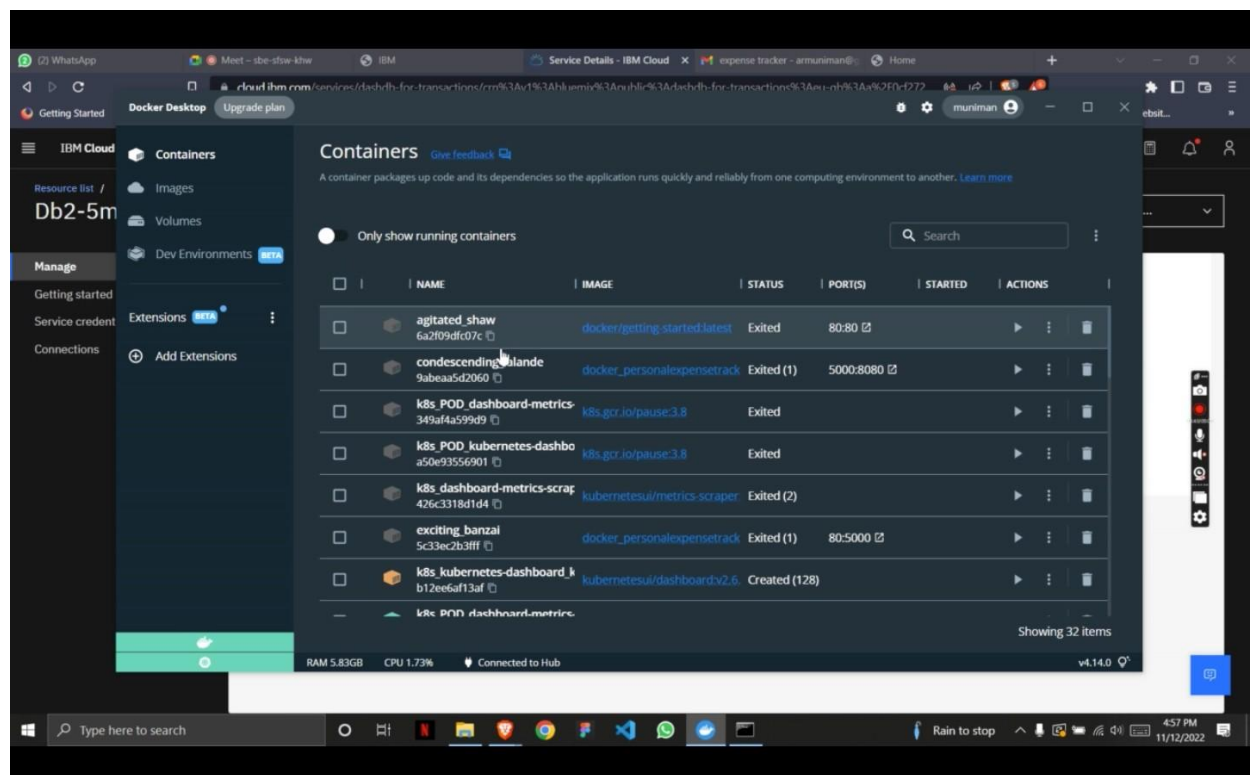 (2) WhatsApp
Meet – sbe-sfsw-khw
IBM
Service Details - IBM Cloud
expense tracker - armuniman@
Home
Getting Started
Docker Desktop Upgrade plan
muniman
ebsit...
IBM Cloud
Resource list /
Db2-5m
Manage
Getting started
Service credent
Connections
Containers
Images
Volumes
Dev Environments BETA
Extensions BETA
Add Extensions
Containers Give feedback
A container packages up code and its dependencies so the application runs quickly and reliably from one computing environment to another. Learn more
Only show running containers
Search
NAME IMAGE STATUS PORT(S) STARTED ACTIONS
agitated_shaw docker/getting-started:latest Exited 80:80
6a2f09dfc07c
condescending_lalande docker_personalexpensetrack Exited (1) 5000:8080
9abeaa5d2060
k8s_POD_dashboard-metrics- k8s.gcr.io/pause:3.8 Exited
349af4a599d9
k8s_POD_kubernetes-dashbo k8s.gcr.io/pause:3.8 Exited
a50e93556901
k8s_dashboard-metrics-scrap kubernetesui/metrics-scraper Exited (2)
426c3318d1d4
exciting_banzai docker_personalexpensetrack Exited (1) 80:5000
5c33ec2b3fff
k8s_kubernetes-dashboard_k kubernetesui/dashboard:v2.6. Created (128)
b12ee6af13af
k8s_POD_dashboard-metrics-
Showing 32 items
RAM 5.83GB CPU 1.73% Connected to Hub v4.14.0
Type here to search
Rain to stop
4:57 PM
11/12/2022